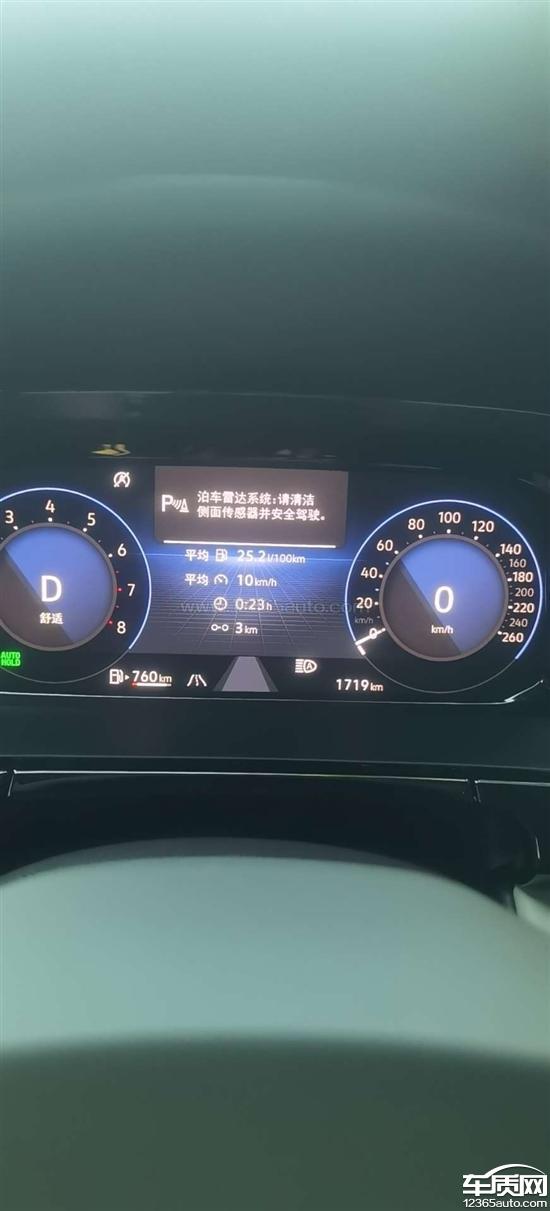 泊车雷达系统:请清洁
侧面传感器并安全驾驶。
平均 25.2 l/100km
平均 10 km/h
0:23 h
3 km
3 4 5 6 7 8
D
舒适
AUTO
HOLD
0 20 40 60 80 100 120 140 160 180 200 220 240 260
km/h
0
km/h
760 km
1719 km
车质网
12365auto.com